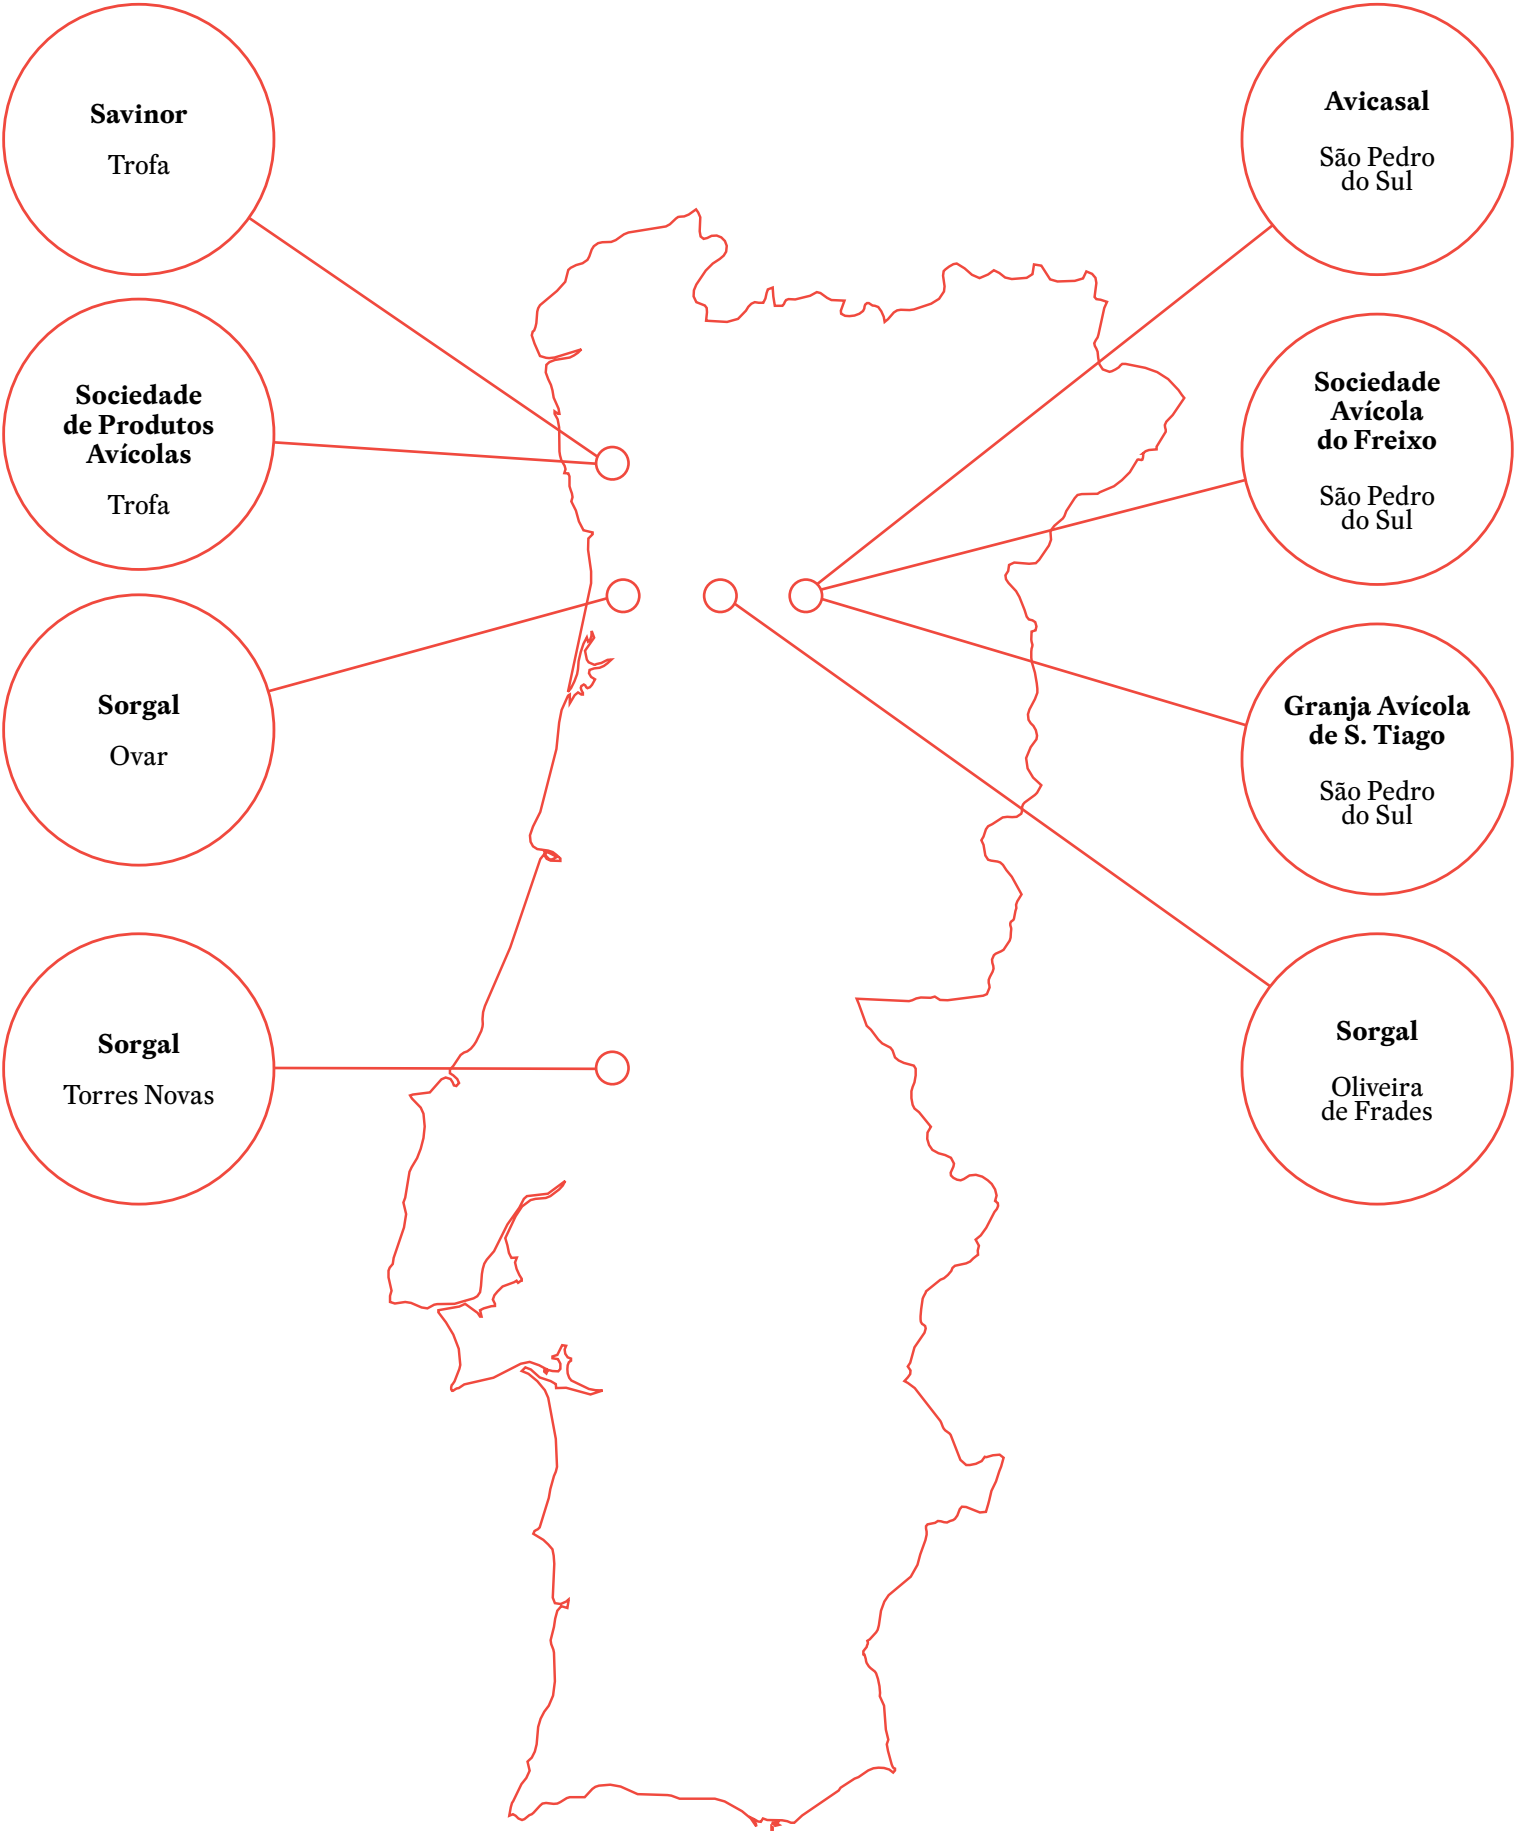 Savinor
Trofa
Sociedade
de Produtos
Avícolas
Trofa
Sorgal
Ovar
Sorgal
Torres Novas
Avicasal
São Pedro
do Sul
Sociedade
Avícola
do Freixo
São Pedro
do Sul
Granja Avícola
de S. Tiago
São Pedro
do Sul
Sorgal
Oliveira
de Frades